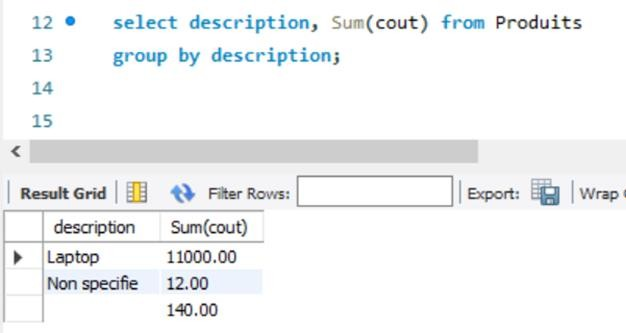 12 select description, Sum(cout) from Produits
13 group by description;
14
15
Result Grid Filter Rows: Export: Wrap
description Sum(cout)
Laptop 11000.00
Non specifie 12.00
140.00